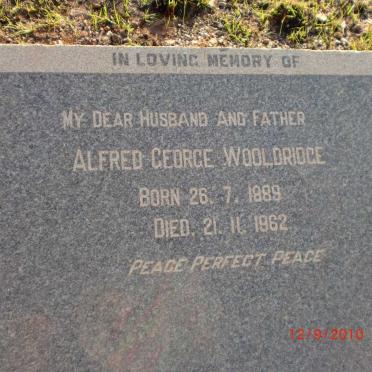 IN LOVING MEMORY OF
MY DEAR HUSBAND AND FATHER
ALFRED GEORGE WOOLDRIDGE
BORN 26. 7. 1889
DIED. 21. 11. 1962
PEACE PERFECT PEACE
12/9/2010